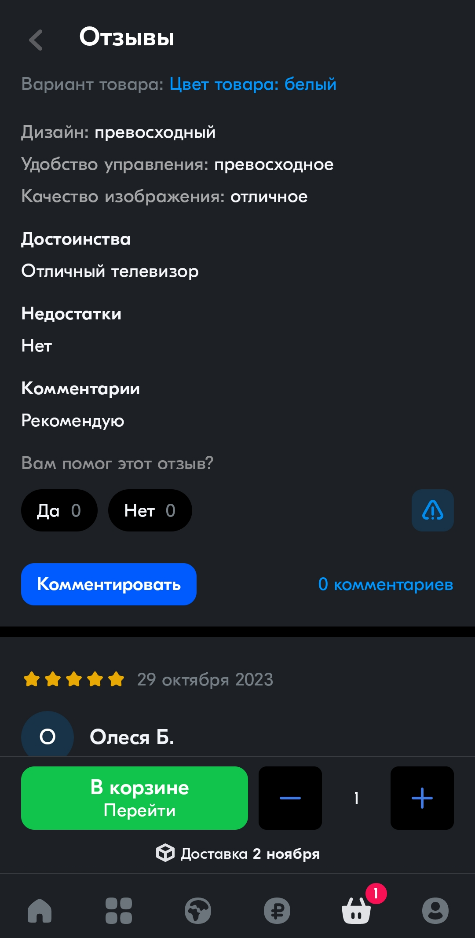 Отзывы
Вариант товара: Цвет товара: белый
Дизайн: превосходный
Удобство управления: превосходное
Качество изображения: отличное
Достоинства
Отличный телевизор
Недостатки
Нет
Комментарии
Рекомендую
Вам помог этот отзыв?
Да 0 Нет 0
Комментировать 0 комментариев
29 октября 2023
О Олеся Б.
В корзине
Перейти
1
Доставка 2 ноября
1